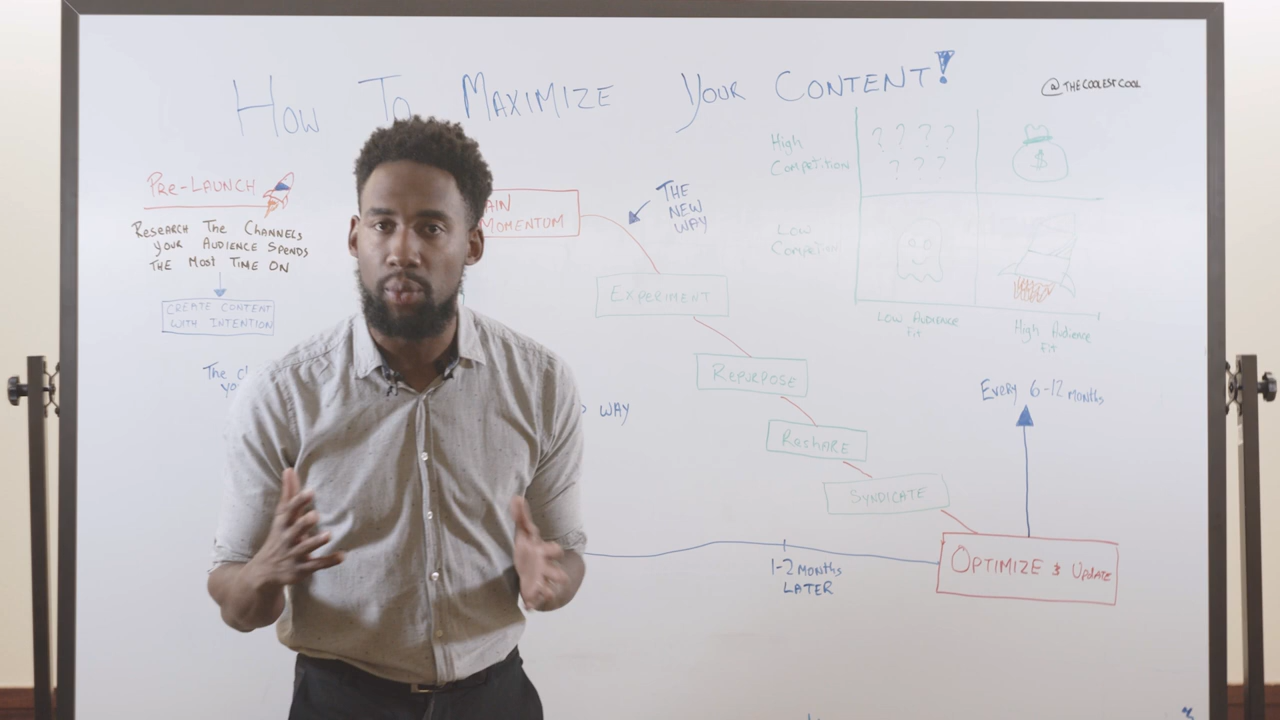 How To Maximize Your Content!
@THECOOLESTCOOL
Pre-Launch
Research The Channels
Your Audience Spends
The Most Time On
Create Content
With Intention
The
Momentum
The
New
Way
Experiment
Repurpose
Reshare
Syndicate
Optimize & Update
Way
1-2 months
Later
Every 6-12 months
High
Competition
? ? ? ?
? ? ?
$
Low
Low Audience
Fit
High Audience
Fit